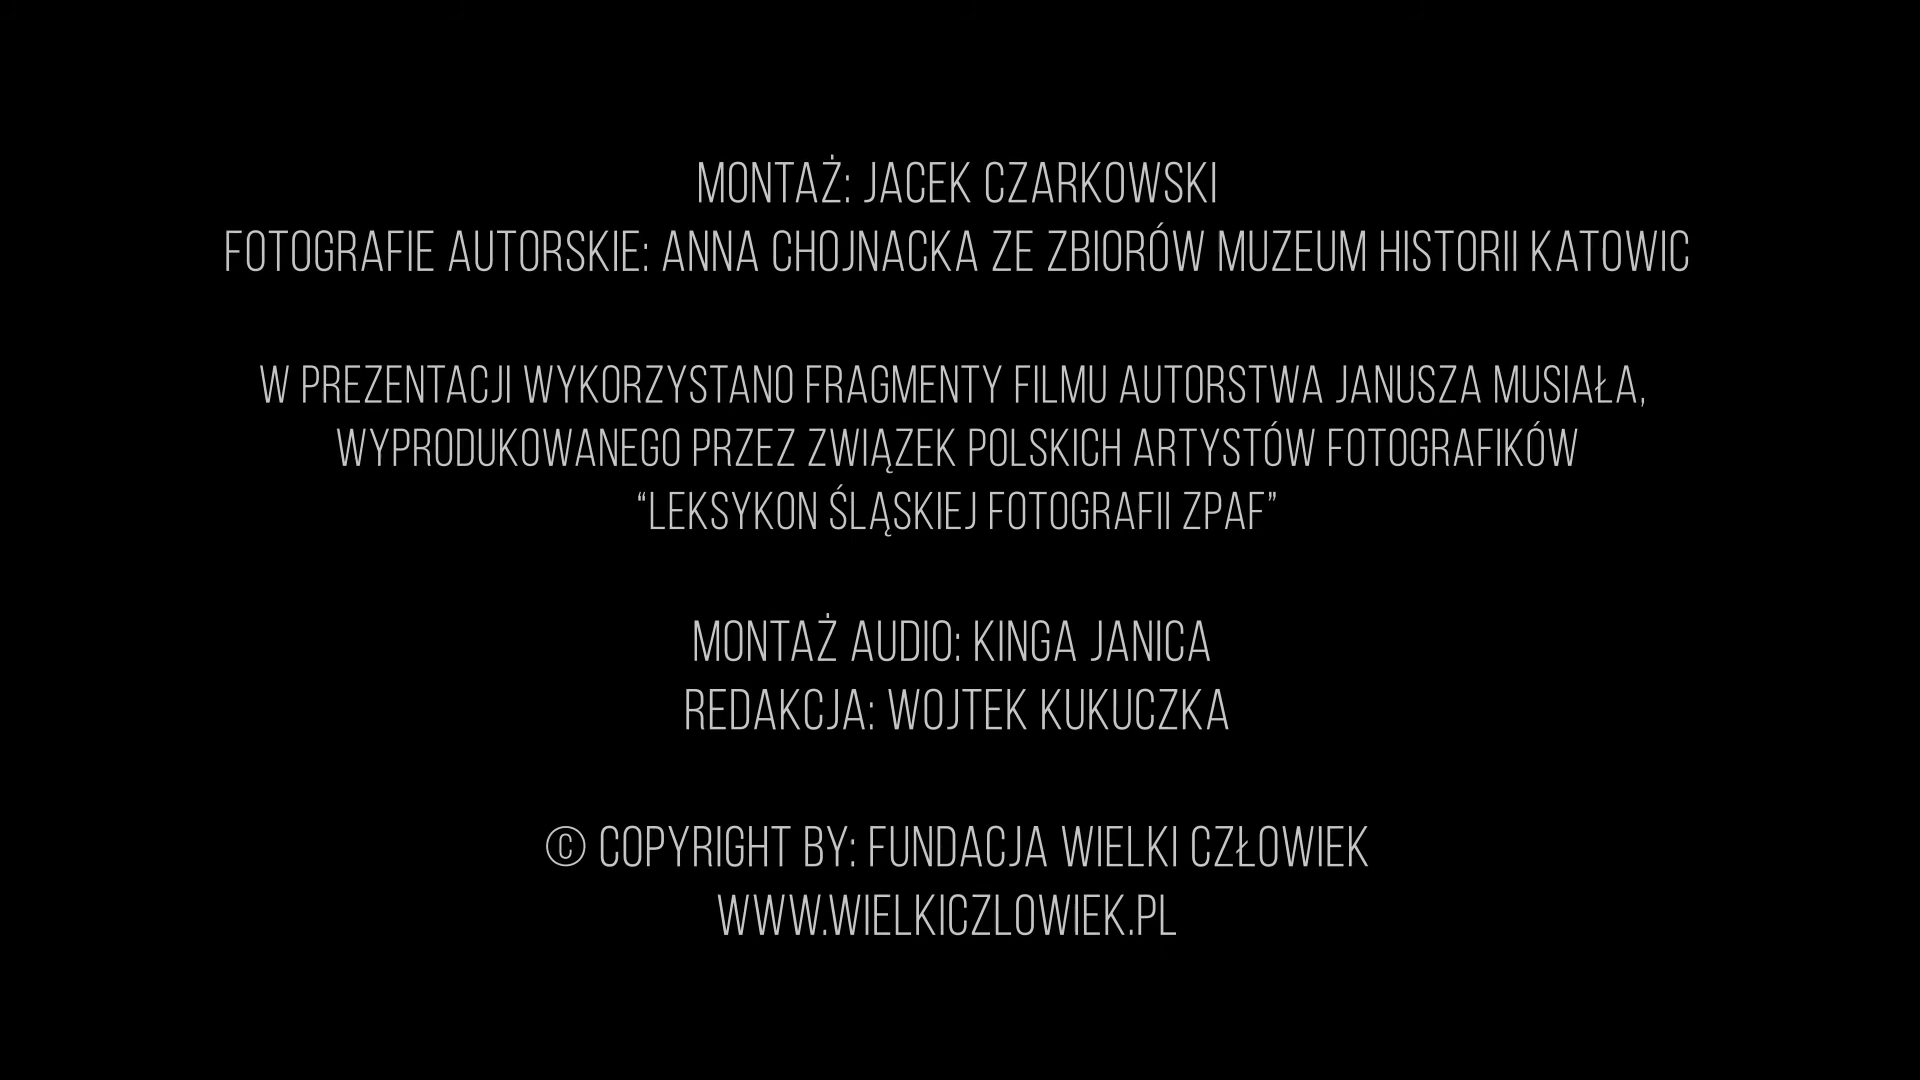 MONTAŻ: JACEK CZARKOWSKI
FOTOGRAFIE AUTORSKIE: ANNA CHOJNACKA ZE ZBIORÓW MUZEUM HISTORII KATOWIC
W PREZENTACJI WYKORZYSTANO FRAGMENTY FILMU AUTORSTWA JANUSZA MUSIAŁA,
WYPRODUKOWANEGO PRZEZ ZWIĄZEK POLSKICH ARTYSTÓW FOTOGRAFIKÓW
“LEKSYKON ŚLĄSKIEJ FOTOGRAFII ZPAF”
MONTAŻ AUDIO: KINGA JANICA
REDAKCJA: WOJTEK KUKUCZKA
© COPYRIGHT BY: FUNDACJA WIELKI CZŁOWIEK
WWW.WIELKICZLOWIEK.PL